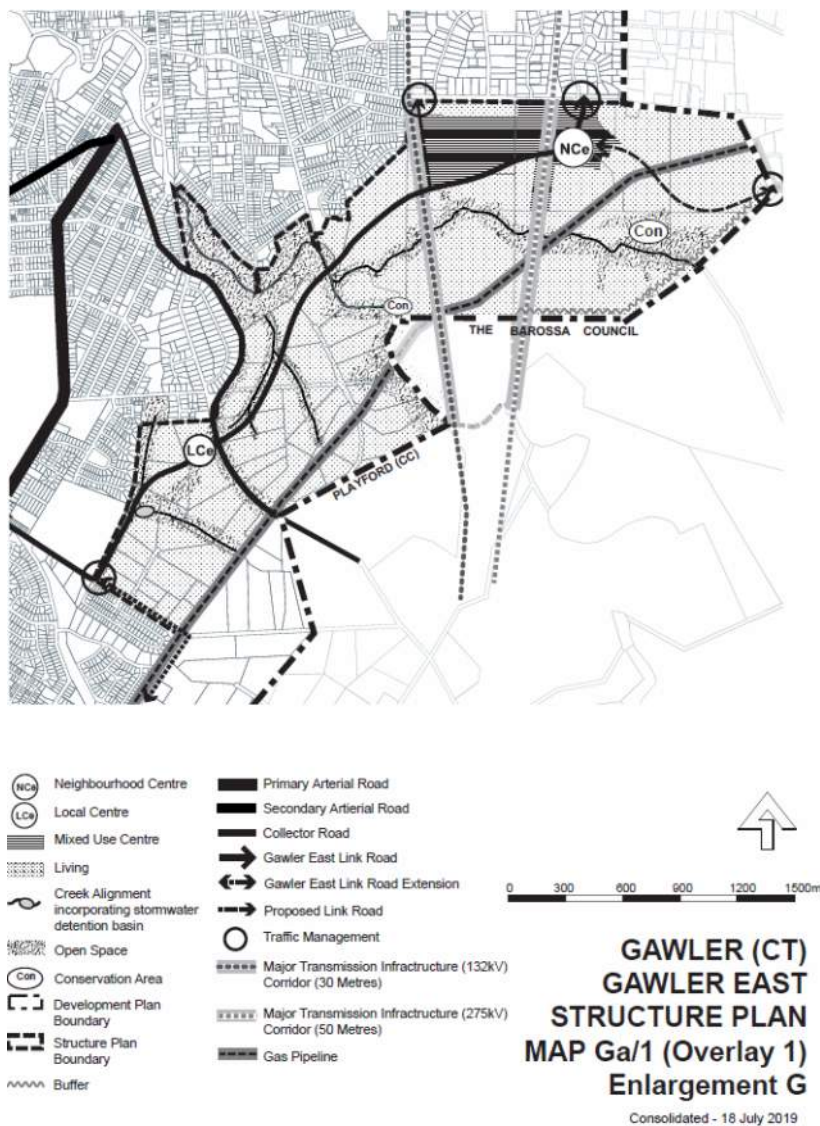 NCe
Con
Con
THE BAROSSA COUNCIL
LCe
PLAYFORD (CC)
NCe
Neighbourhood Centre
LCe
Local Centre
Mixed Use Centre
Living
Creek Alignment
incorporating stormwater
detention basin
Open Space
Con
Conservation Area
Development Plan
Boundary
Structure Plan
Boundary
Buffer
Primary Arterial Road
Secondary Artierial Road
Collector Road
Gawler East Link Road
Gawler East Link Road Extension
Proposed Link Road
Traffic Management
Major Transmission Infractructure (132kV)
Corridor (30 Metres)
Major Transmission Infractructure (275kV)
Corridor (50 Metres)
Gas Pipeline
0 300 600 900 1200 1500m
GAWLER (CT)
GAWLER EAST
STRUCTURE PLAN
MAP Ga/1 (Overlay 1)
Enlargement G
Consolidated - 18 July 2019